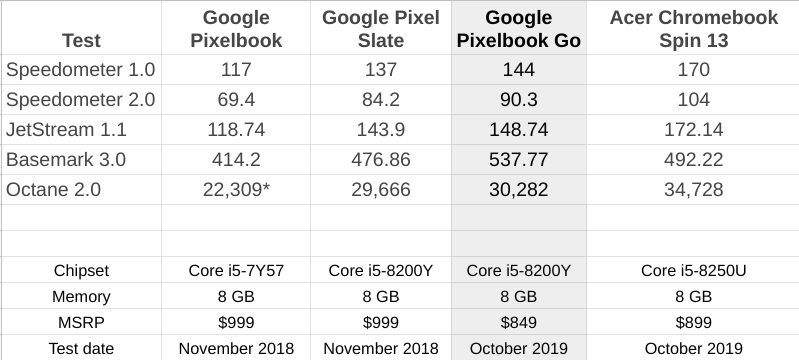 Test Google Pixelbook Google Pixel Slate Google Pixelbook Go Acer Chromebook Spin 13
Speedometer 1.0 117 137 144 170
Speedometer 2.0 69.4 84.2 90.3 104
JetStream 1.1 118.74 143.9 148.74 172.14
Basemark 3.0 414.2 476.86 537.77 492.22
Octane 2.0 22,309* 29,666 30,282 34,728
Chipset Core i5-7Y57 Core i5-8200Y Core i5-8200Y Core i5-8250U
Memory 8 GB 8 GB 8 GB 8 GB
MSRP $999 $999 $849 $899
Test date November 2018 November 2018 October 2019 October 2019